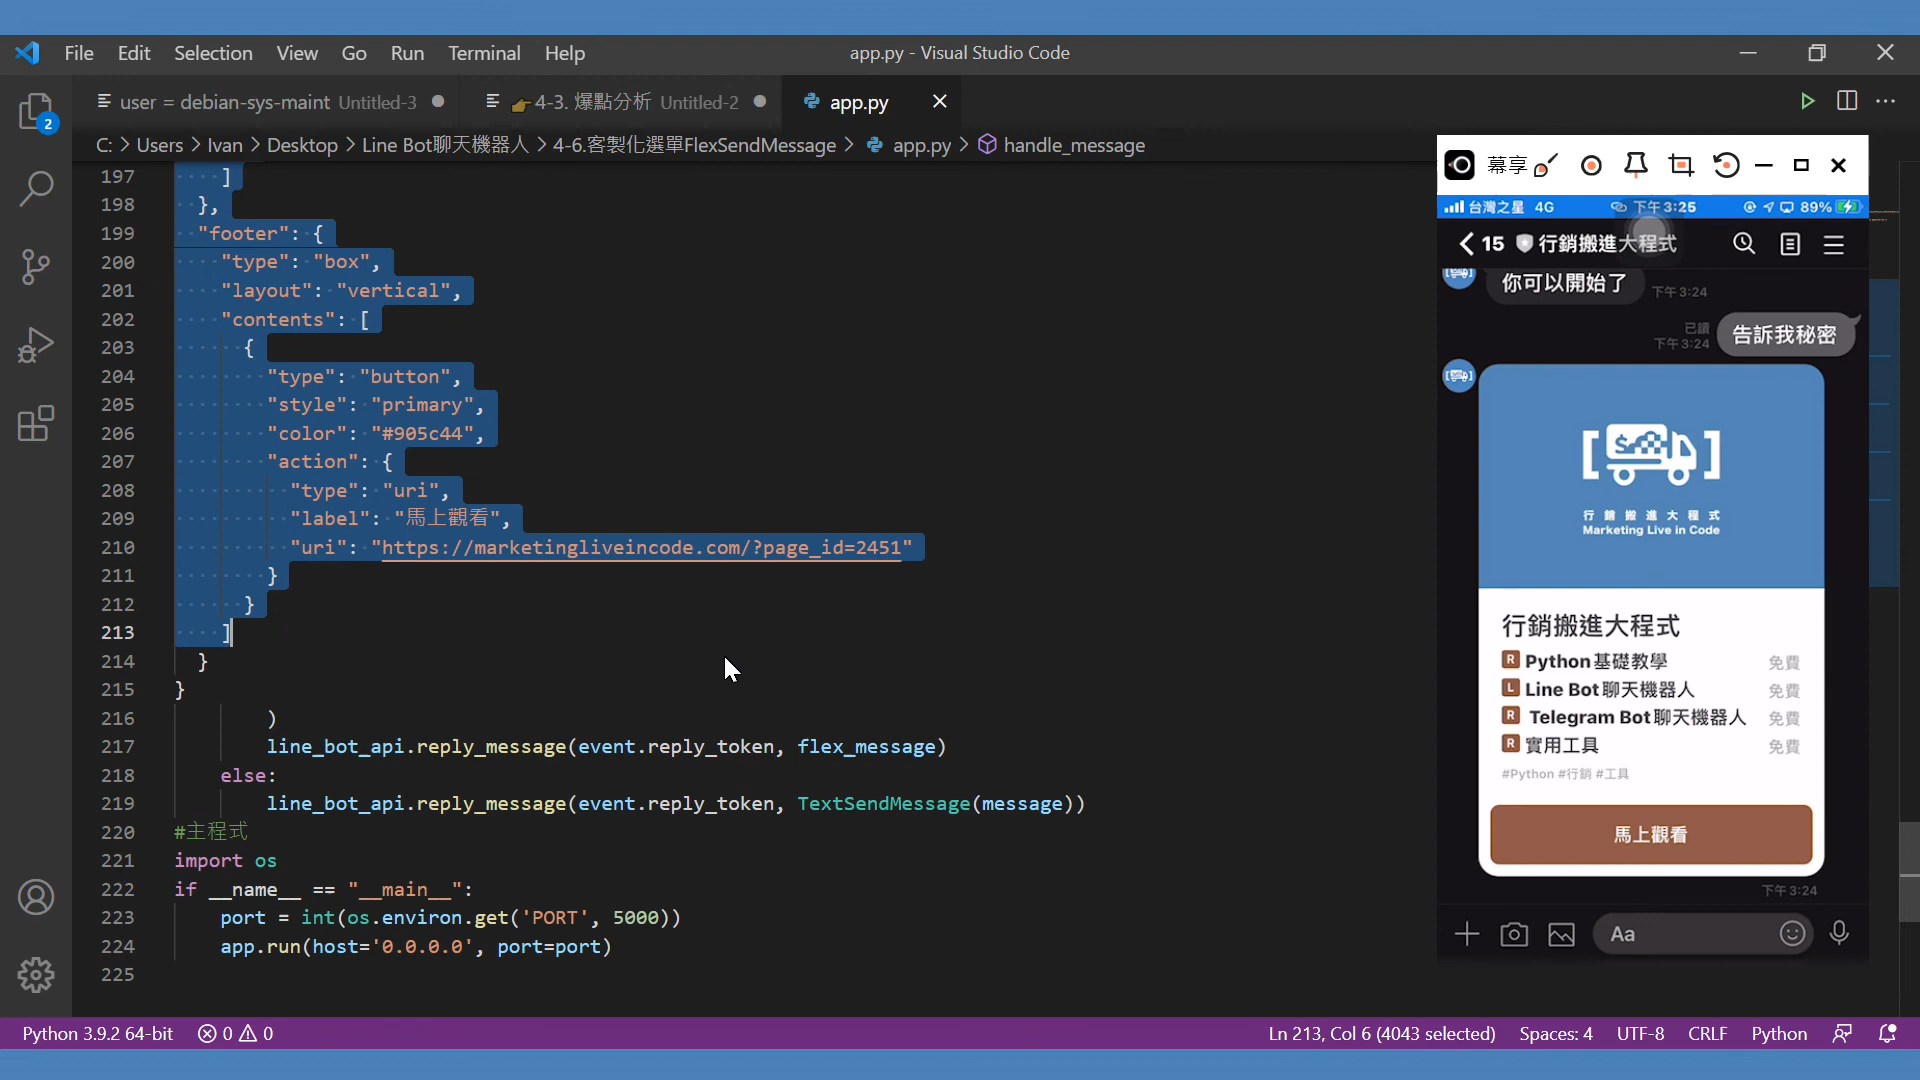 File Edit Selection View Go Run Terminal Help
app.py - Visual Studio Code
user = debian-sys-maint Untitled-3
4-3. 爆點分析 Untitled-2
app.py
C: > Users > Ivan > Desktop > Line Bot聊天機器人 > 4-6.客製化選單FlexSendMessage > app.py > handle_message
2
197 ]
198 },
199 "footer": {
200 "type": "box",
201 "layout": "vertical",
202 "contents": [
203 {
204 "type": "button",
205 "style": "primary",
206 "color": "#905c44",
207 "action": {
208 "type": "uri",
209 "label": "馬上觀看",
210 "uri": "https://marketingliveincode.com/?page_id=2451"
211 }
212 }
213 ]
214 }
215 }
216 )
217 line_bot_api.reply_message(event.reply_token, flex_message)
218 else:
219 line_bot_api.reply_message(event.reply_token, TextSendMessage(message))
220 #主程式
221 import os
222 if __name__ == "__main__":
223 port = int(os.environ.get('PORT', 5000))
224 app.run(host='0.0.0.0', port=port)
225
幕享
台灣之星 4G 下午3:25 89%
15 行銷搬進大程式
你可以開始了 下午3:24
已讀
下午3:24 告訴我秘密
$
行銷搬進大程式
Marketing Live in Code
行銷搬進大程式
R Python基礎教學 免費
L Line Bot聊天機器人 免費
R Telegram Bot聊天機器人 免費
R 實用工具 免費
#Python #行銷 #工具
馬上觀看
下午3:24
Aa
Python 3.9.2 64-bit 0 0
Ln 213, Col 6 (4043 selected) Spaces: 4 UTF-8 CRLF Python